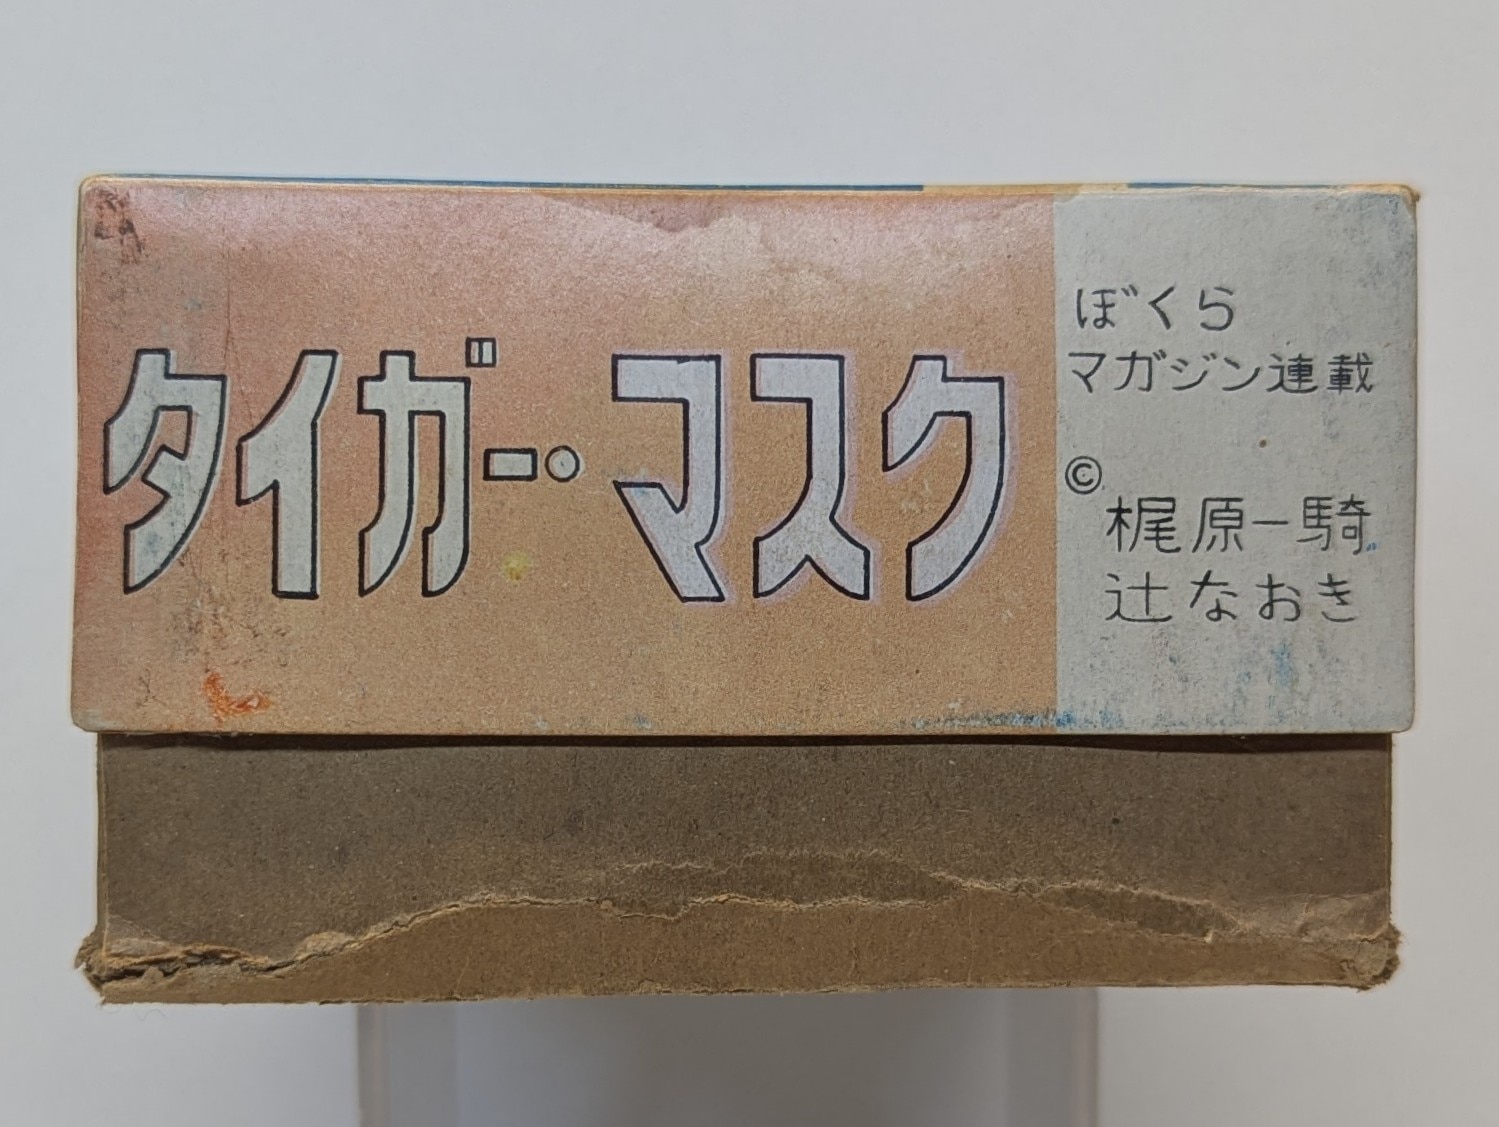 タイガー・マスク
ぼくら
マガジン連載
©
梶原一騎
辻なおき